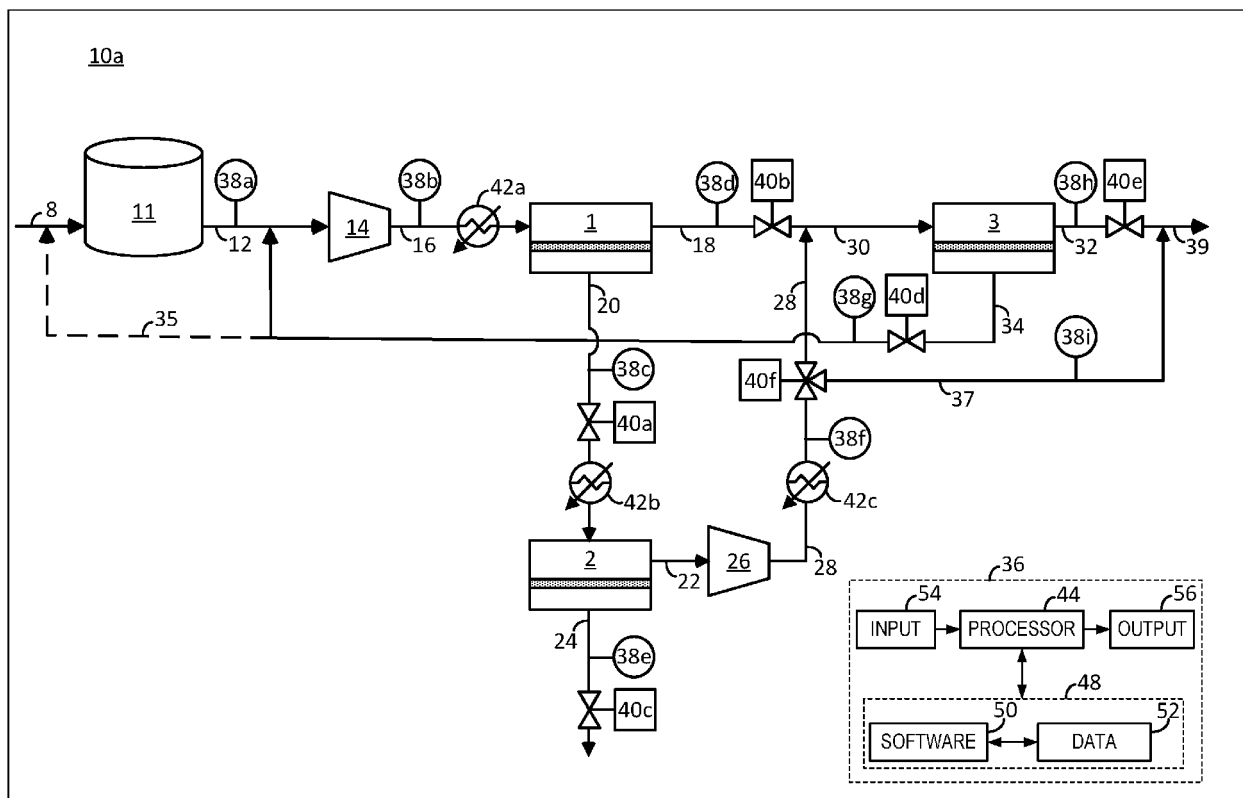 10a
38a
38b
42a
38d
40b
38h
40e
8
11
12
14
16
1
18
30
3
32
39
20
28
38g
40d
34
35
38i
38c
40f
37
40a
38f
42b
42c
2
22
26
28
24
38e
40c
36
54
44
56
INPUT
PROCESSOR
OUTPUT
48
50
52
SOFTWARE
DATA